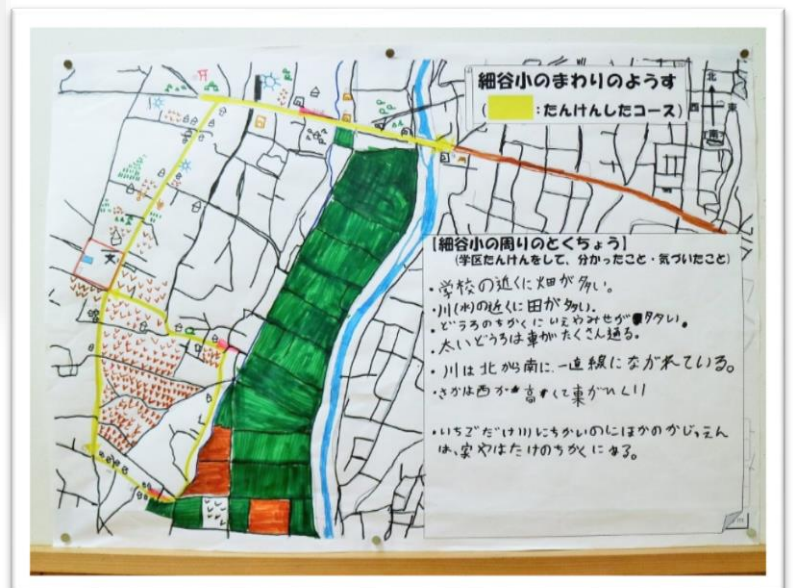 細谷小のまわりのようす
(　　:たんけんしたコース)
北
西 東
南
文
【細谷小の周りのとくちょう】
(学区たんけんをして、分かったこと・気づいたこと)
・学校の近くに畑が多い。
・川(水)の近くに田が多い。
・どうろのちかくにいえやみせが多い。
・太いどうろは車がたくさん通る。
・川は北から南に一直線にながれている。
・さかは西が高くて東がひくい
・いちごだけ川にちかいのにほかのかじゅえん
は、家やはたけのちかくにある。